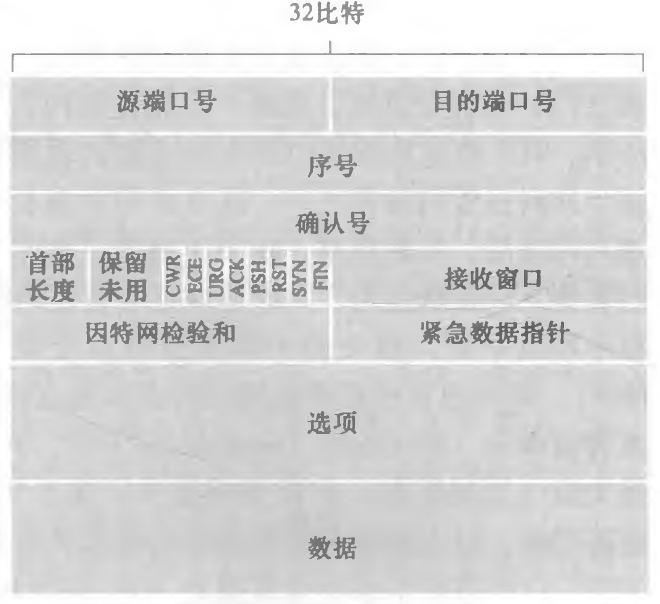 32比特
源端口号 目的端口号
序号
确认号
首部 保留 CWR ECE URG ACK PSH RST SYN FIN 接收窗口
长度 未用
因特网检验和 紧急数据指针
选项
数据